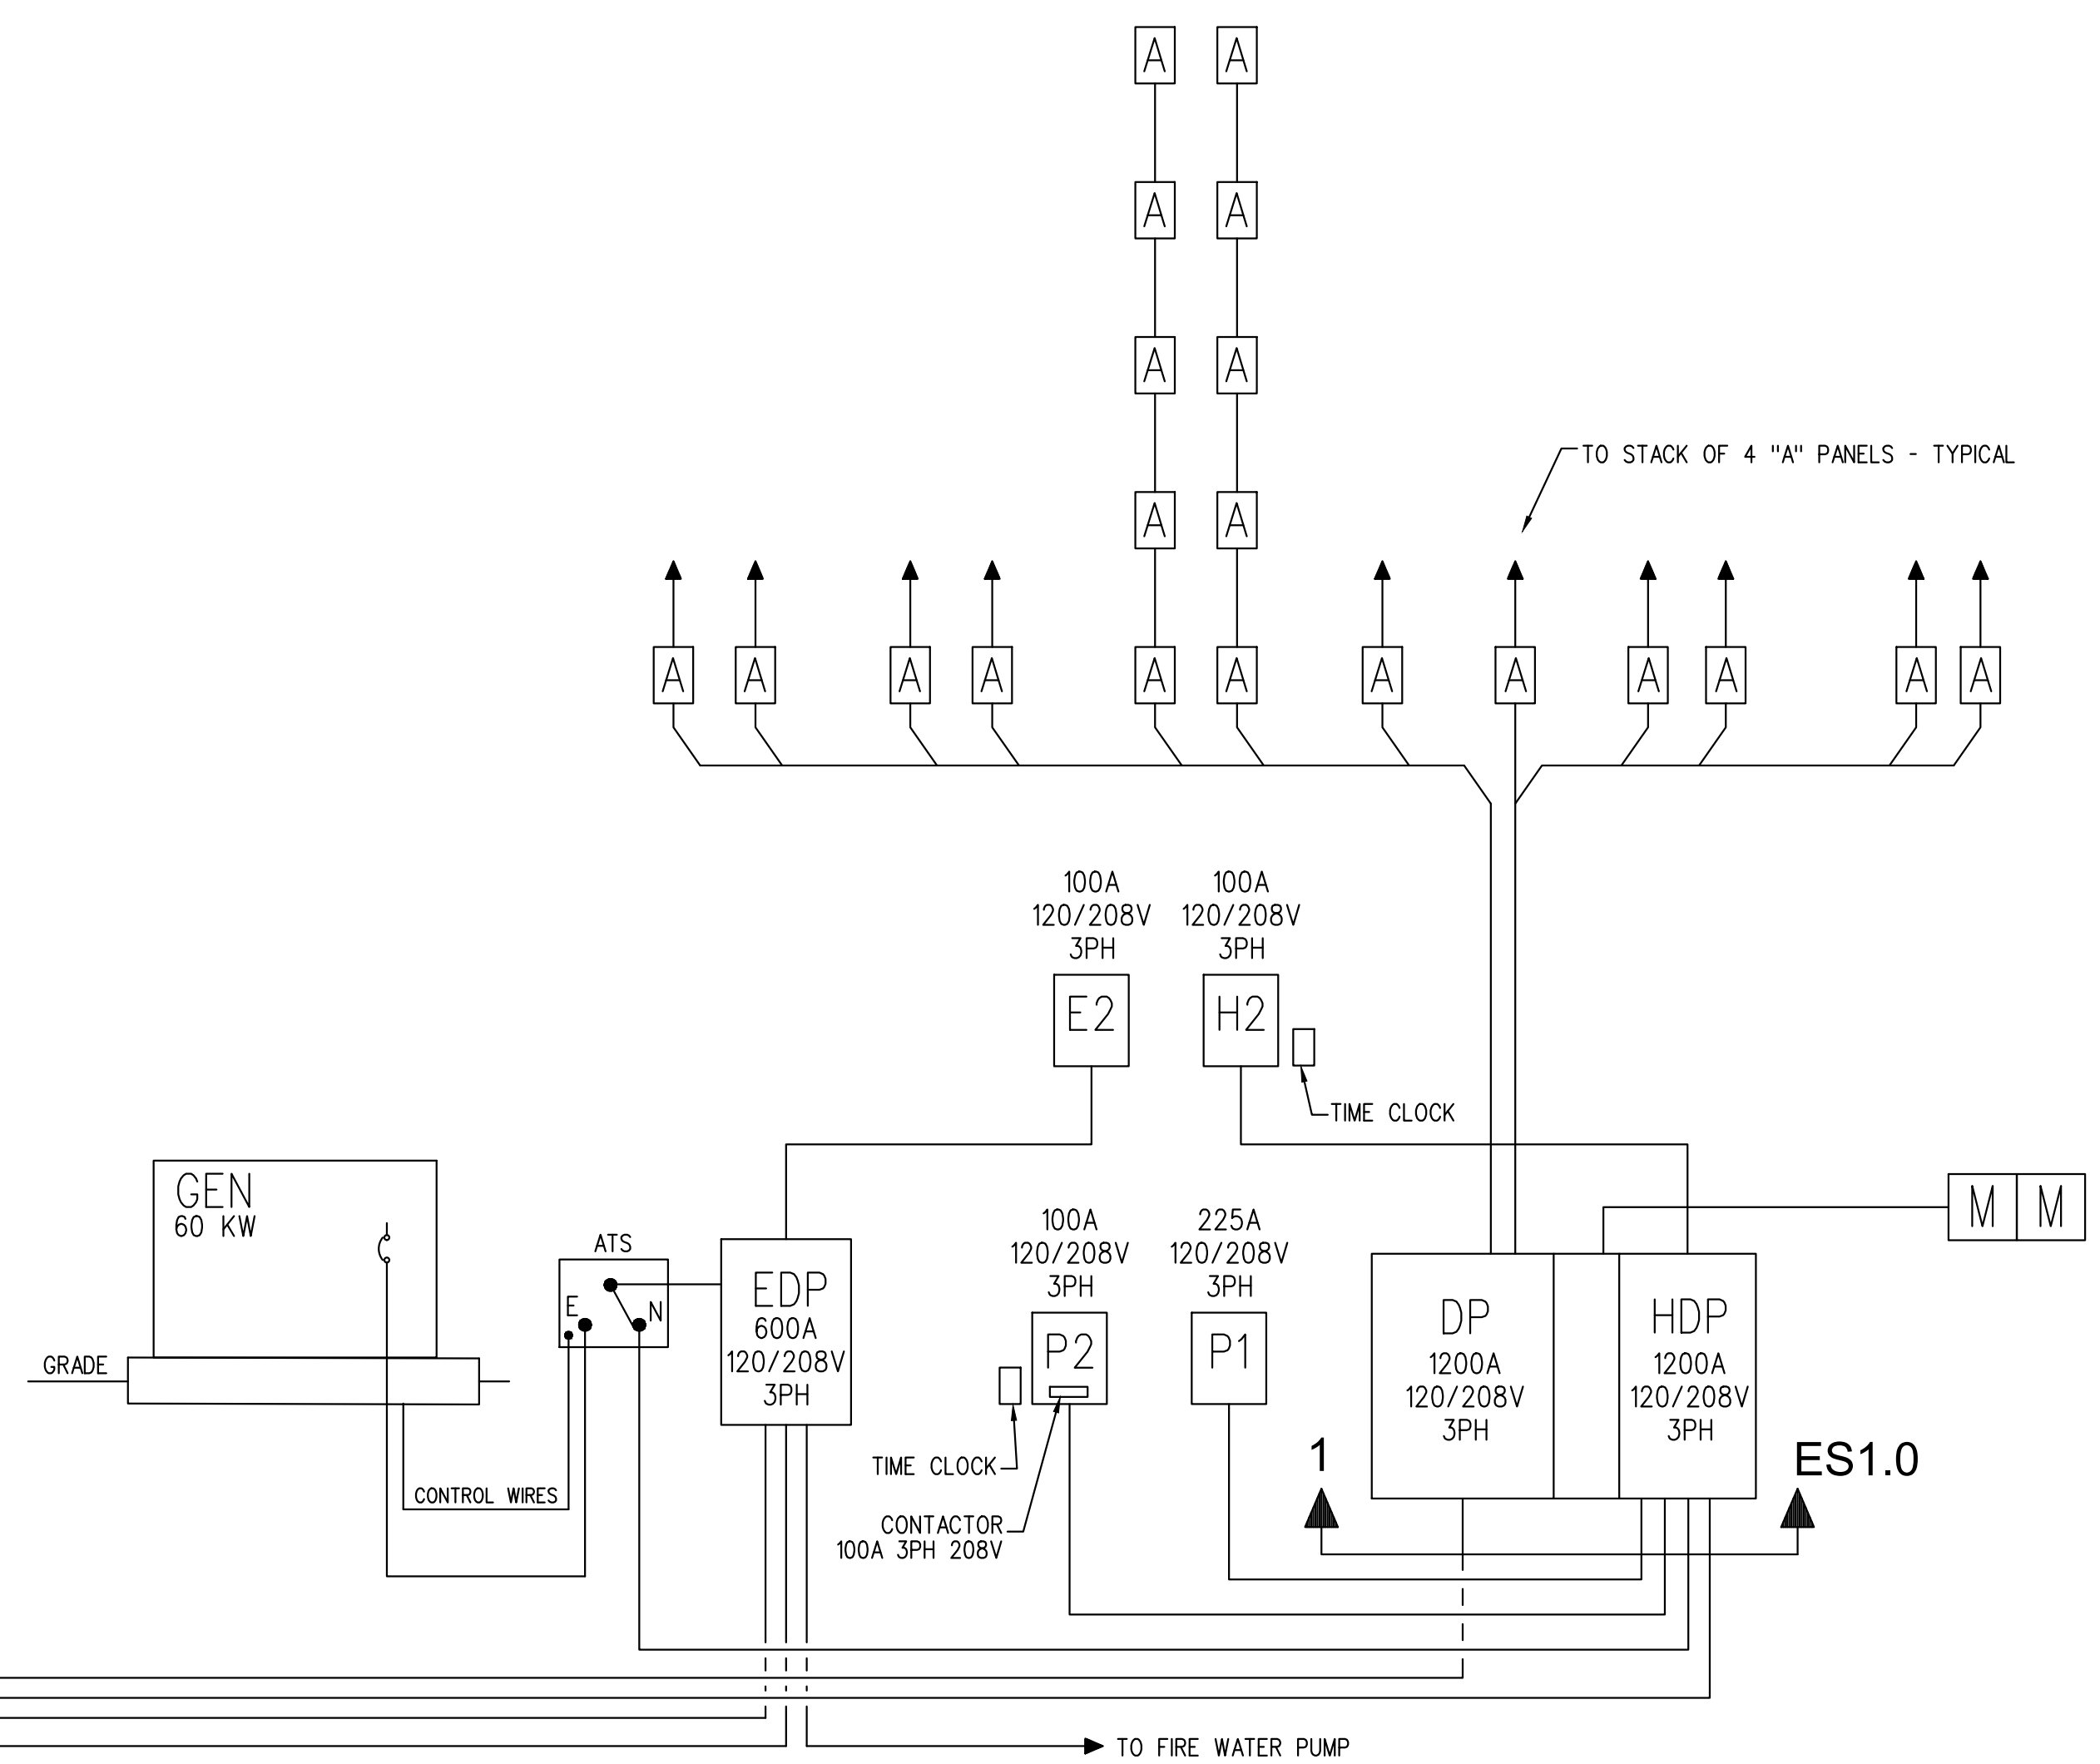 A A
A A
A A
TO STACK OF 4 "A" PANELS - TYPICAL
A A
A A A A A A A A A A A A
100A
120/208V
3PH
E2
100A
120/208V
3PH
H2
TIME CLOCK
GEN
60 KW
GRADE
CONTROL WIRES
ATS
E
N
EDP
600A
120/208V
3PH
100A
120/208V
3PH
P2
TIME CLOCK
CONTACTOR
100A 3PH 208V
225A
120/208V
3PH
P1
M M
DP
1200A
120/208V
3PH
HDP
1200A
120/208V
3PH
1
ES1.0
TO FIRE WATER PUMP